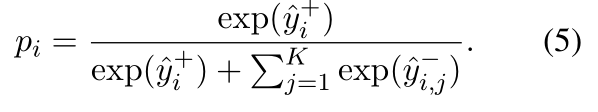 p_i = \frac{\exp(\hat{y}_i^+)}{\exp(\hat{y}_i^+) + \sum_{j=1}^{K} \exp(\hat{y}_{i,j}^-)}. (5)